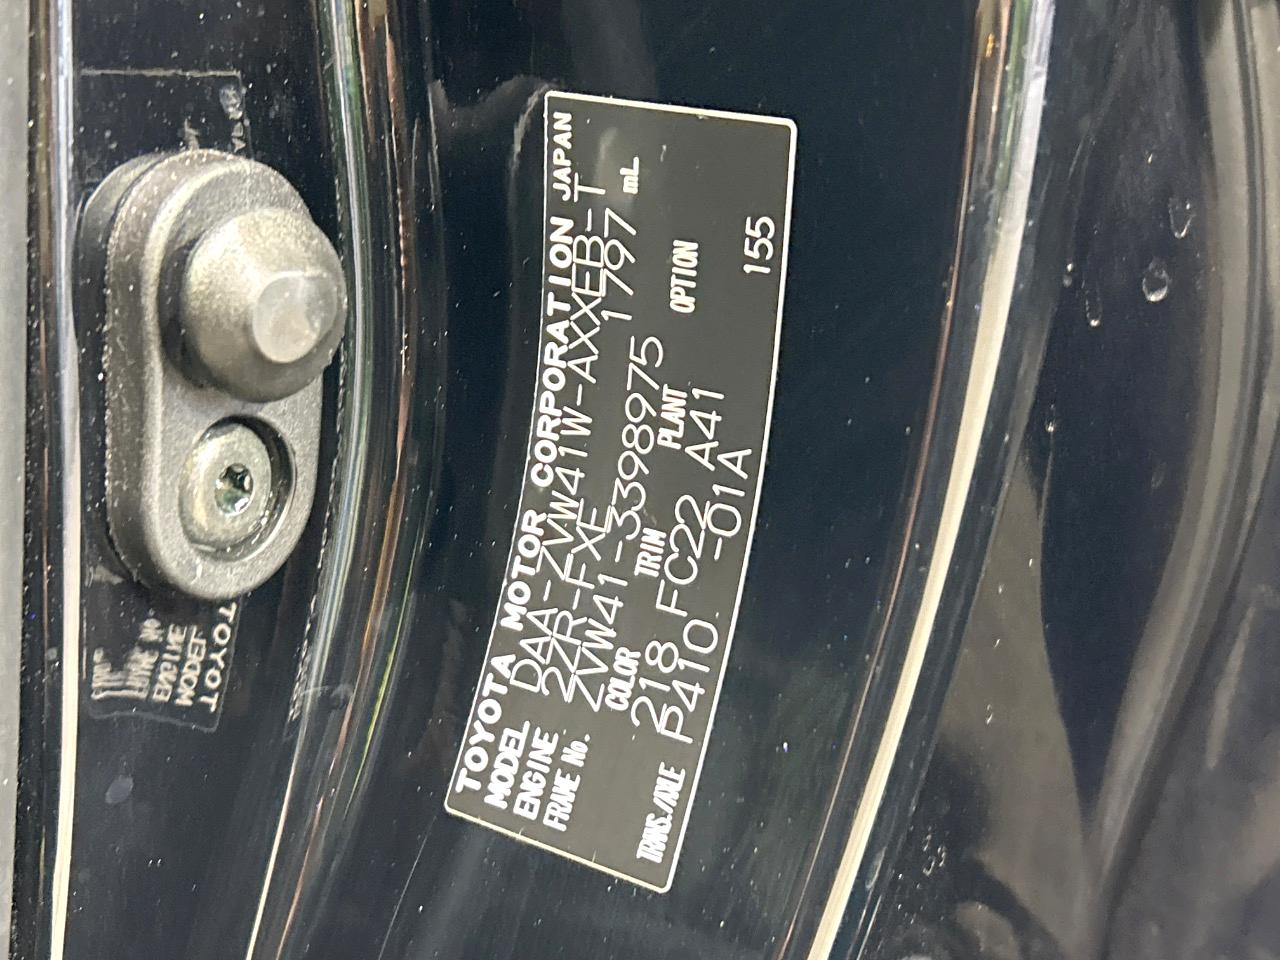 TOYOTA MOTOR CORPORATION JAPAN
MODEL DAA-ZVW41W-AXXEB-T
ENGINE 2ZR-FXE 1797 mL
FRAME No. ZVW41-3398975
COLOR TRIM PLANT OPTION
218 FC22 A41
TRANS./AXLE P410 -01A
155
TOYOT
MODEL
ENGINE